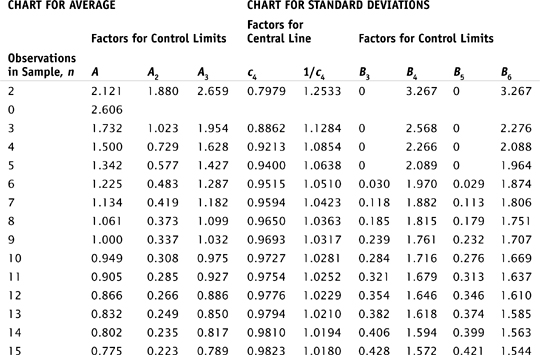 CHART FOR AVERAGE CHART FOR STANDARD DEVIATIONS
Factors for
Factors for Control Limits Central Line Factors for Control Limits
Observations
in Sample, n A A2 A3 c4 1/c4 B3 B4 B5 B6
2 2.121 1.880 2.659 0.7979 1.2533 0 3.267 0 3.267
0 2.606
3 1.732 1.023 1.954 0.8862 1.1284 0 2.568 0 2.276
4 1.500 0.729 1.628 0.9213 1.0854 0 2.266 0 2.088
5 1.342 0.577 1.427 0.9400 1.0638 0 2.089 0 1.964
6 1.225 0.483 1.287 0.9515 1.0510 0.030 1.970 0.029 1.874
7 1.134 0.419 1.182 0.9594 1.0423 0.118 1.882 0.113 1.806
8 1.061 0.373 1.099 0.9650 1.0363 0.185 1.815 0.179 1.751
9 1.000 0.337 1.032 0.9693 1.0317 0.239 1.761 0.232 1.707
10 0.949 0.308 0.975 0.9727 1.0281 0.284 1.716 0.276 1.669
11 0.905 0.285 0.927 0.9754 1.0252 0.321 1.679 0.313 1.637
12 0.866 0.266 0.886 0.9776 1.0229 0.354 1.646 0.346 1.610
13 0.832 0.249 0.850 0.9794 1.0210 0.382 1.618 0.374 1.585
14 0.802 0.235 0.817 0.9810 1.0194 0.406 1.594 0.399 1.563
15 0.775 0.223 0.789 0.9823 1.0180 0.428 1.572 0.421 1.544